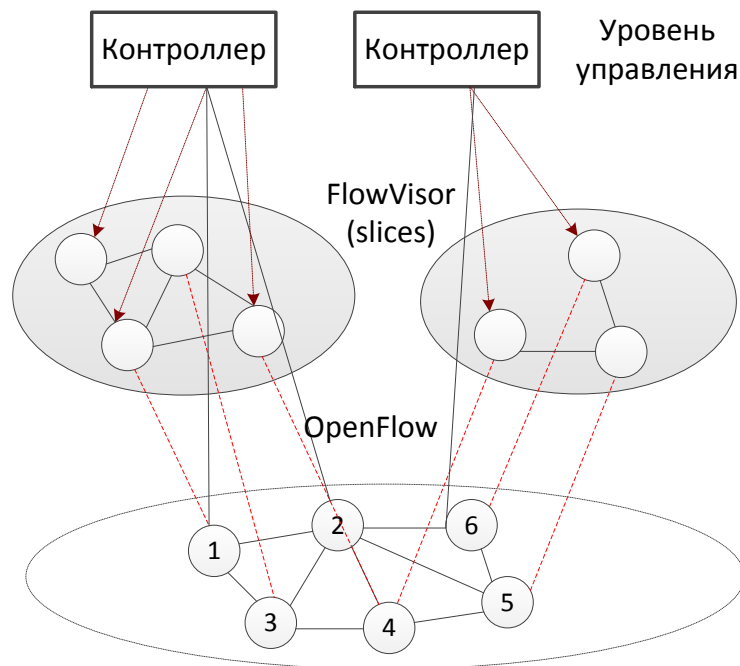 Контроллер
Контроллер
Уровень
управления
FlowVisor
(slices)
OpenFlow
1
2
6
3
4
5